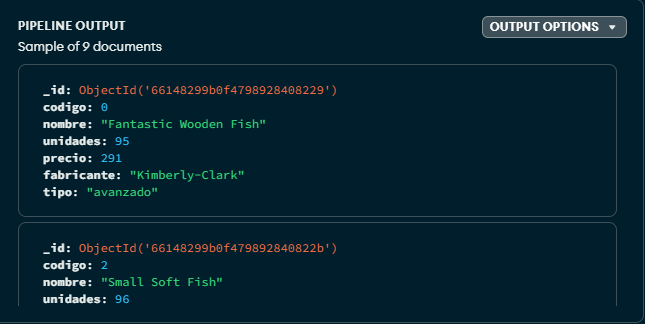 PIPELINE OUTPUT
OUTPUT OPTIONS
Sample of 9 documents
_id: ObjectId('66148299b0f4798928408229')
codigo: 0
nombre: "Fantastic Wooden Fish"
unidades: 95
precio: 291
fabricante: "Kimberly-Clark"
tipo: "avanzado"
_id: ObjectId('66148299b0f479892840822b')
codigo: 2
nombre: "Small Soft Fish"
unidades: 96